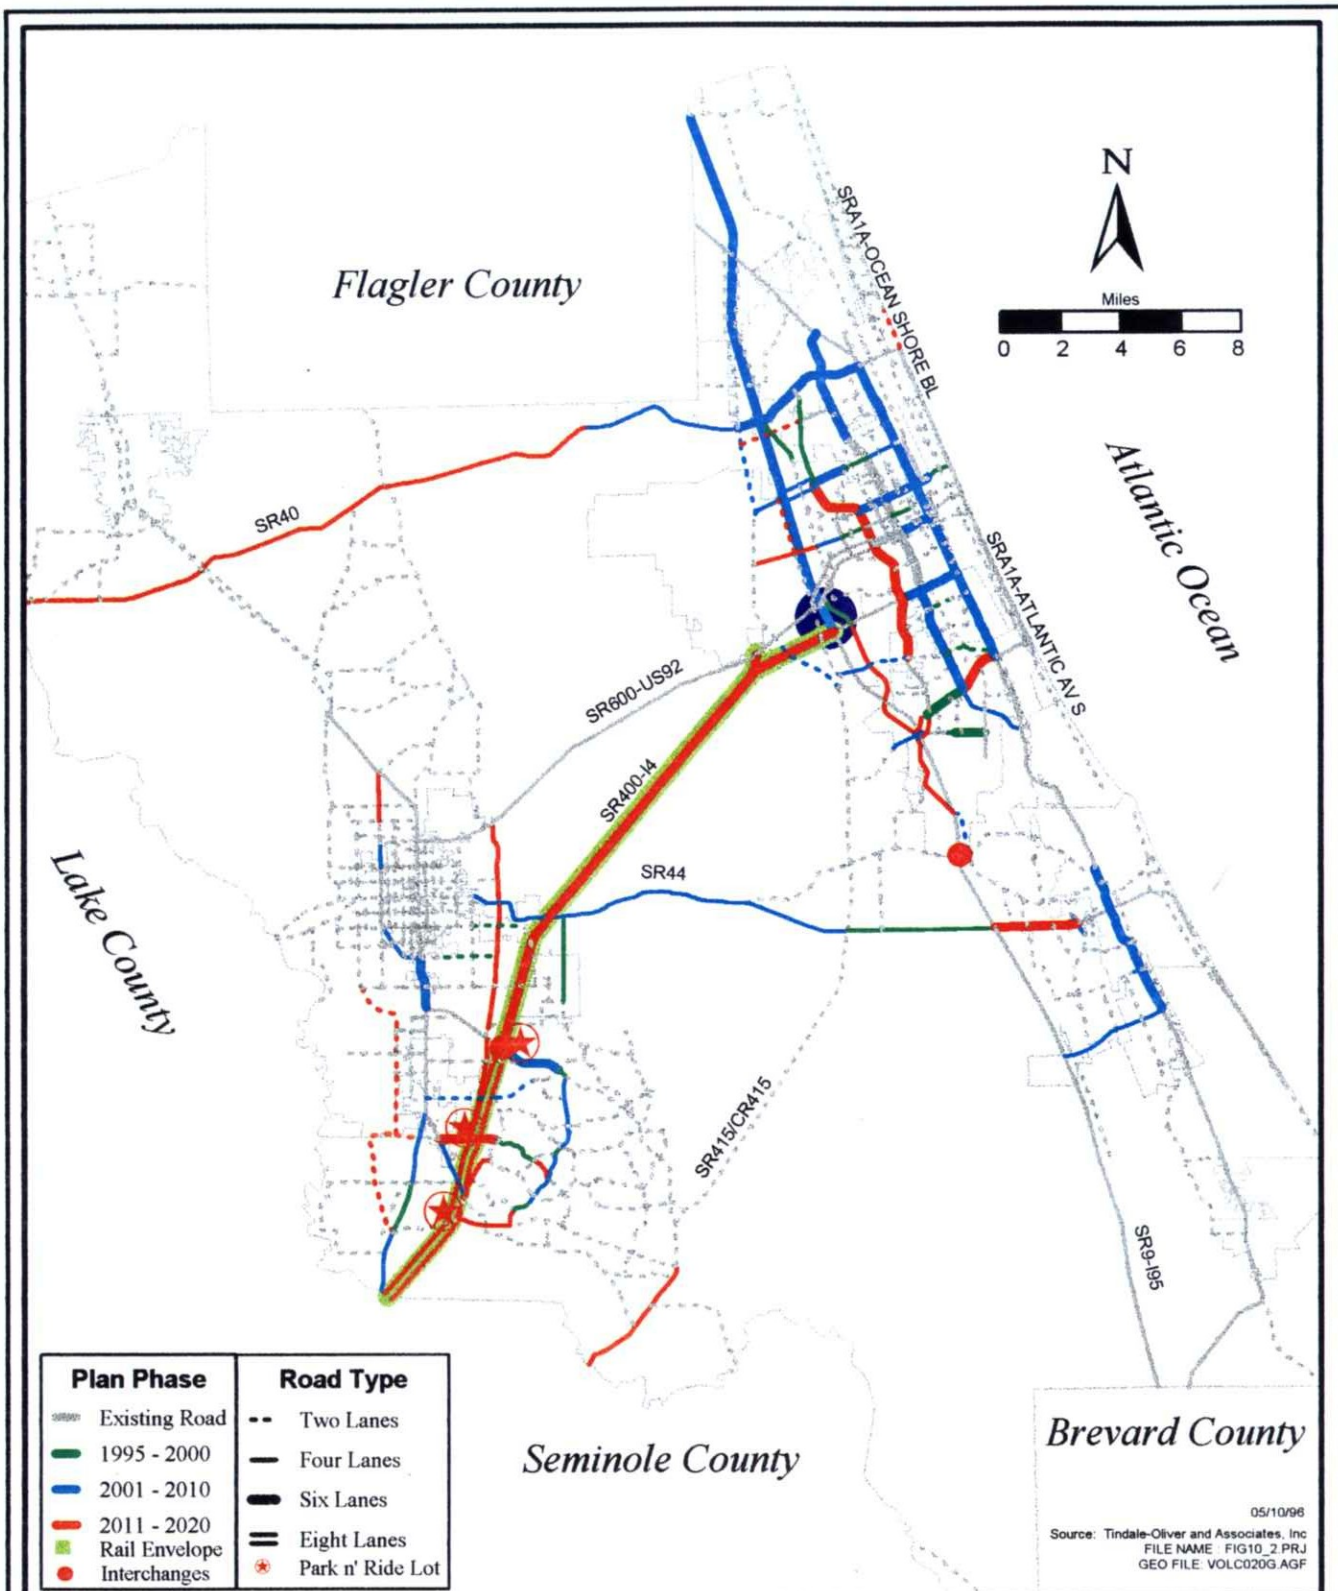 N
Miles
0 2 4 6 8
Flagler County
SRA1A-OCEAN SHORE BL
Atlantic Ocean
SR40
SRA1A-ATLANTIC AV S
SR600-US92
SR400-I4
Lake County
SR44
SR415/CR415
SR9-I95
Seminole County
Brevard County
Plan Phase
Existing Road
1995 - 2000
2001 - 2010
2011 - 2020
Rail Envelope
Interchanges
Road Type
Two Lanes
Four Lanes
Six Lanes
Eight Lanes
Park n' Ride Lot
05/10/96
Source: Tindale-Oliver and Associates, Inc
FILE NAME : FIG10_2.PRJ
GEO FILE: VOLC020G.AGF